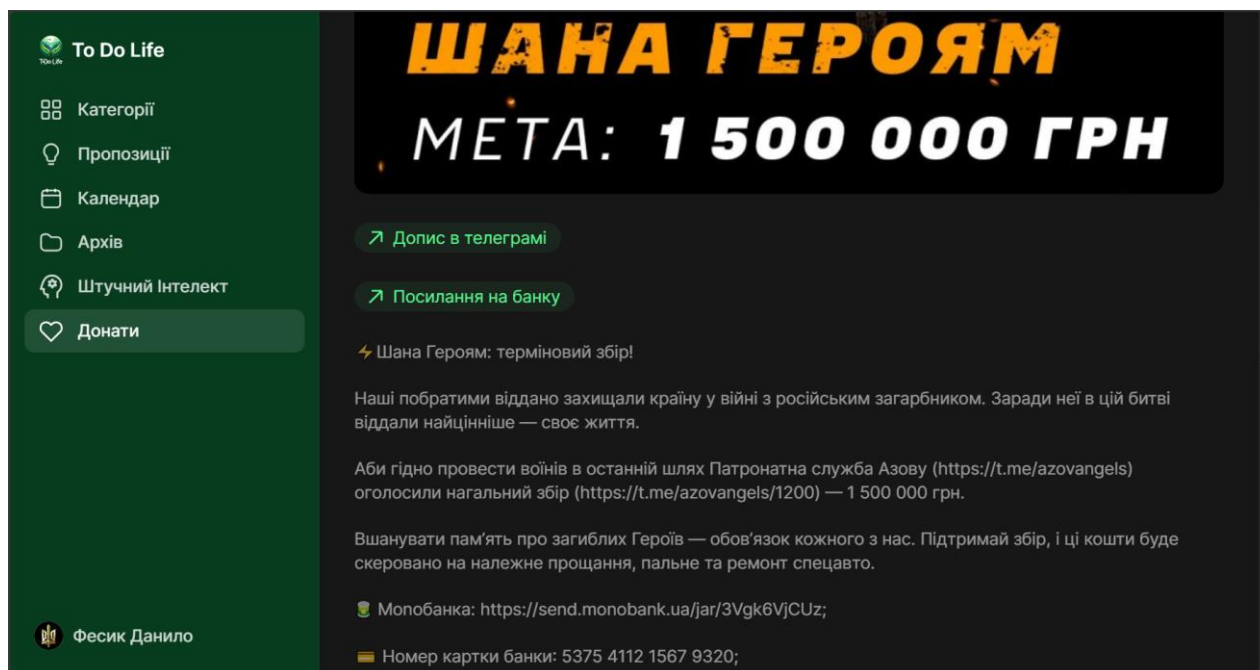 To Do Life
Категорії
Пропозиції
Календар
Архів
Штучний Інтелект
Донати
Фесик Данило
ШАНА ГЕРОЯМ
МЕТА: 1 500 000 ГРН
Допис в телеграмі
Посилання на банку
⚡Шана Героям: терміновий збір!
Наші побратими віддано захищали країну у війні з російським загарбником. Заради неї в цій битві
віддали найцінніше — своє життя.
Аби гідно провести воїнів в останній шлях Патронатна служба Азову (https://t.me/azovangels)
оголосили нагальний збір (https://t.me/azovangels/1200) — 1 500 000 грн.
Вшанувати пам'ять про загиблих Героїв — обов'язок кожного з нас. Підтримай збір, і ці кошти буде
скеровано на належне прощання, пальне та ремонт спецавто.
Monoбанка: https://send.monobank.ua/jar/3Vgk6VjCUz;
💳 Номер картки банки: 5375 4112 1567 9320;